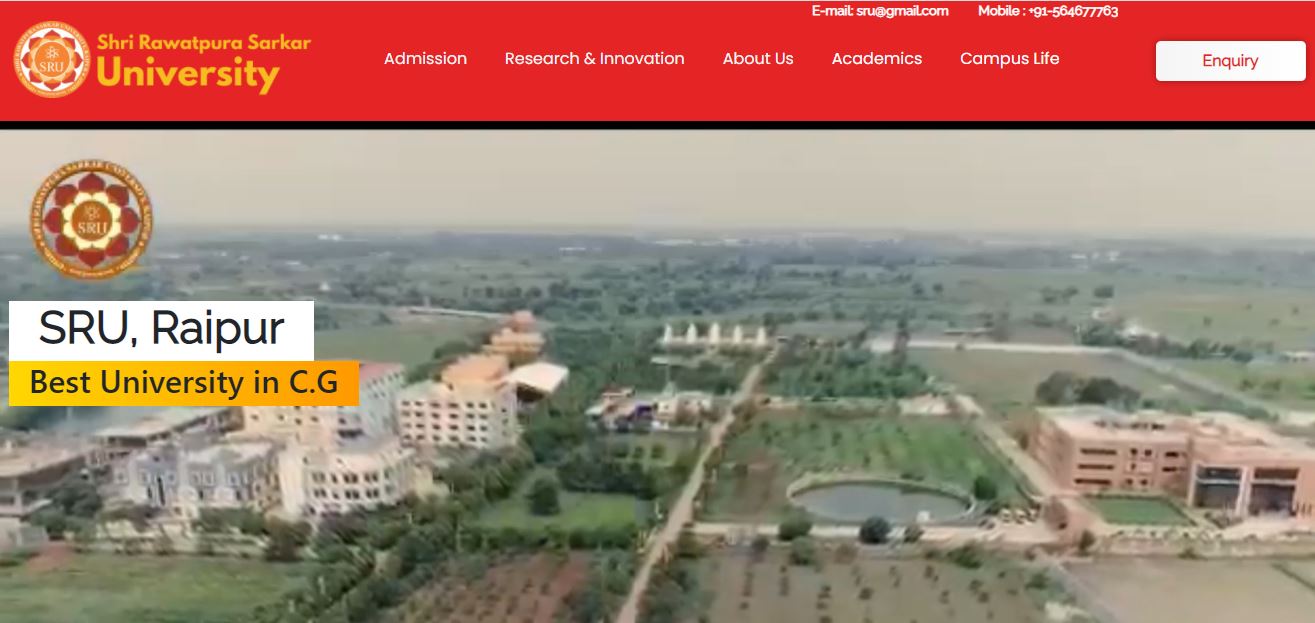 E-mail: sru@gmail.com Mobile : +91-564677763
SRU
Shri Rawatpura Sarkar
University
Admission Research & Innovation About Us Academics Campus Life
Enquiry
SRU
SRU, Raipur
Best University in C.G